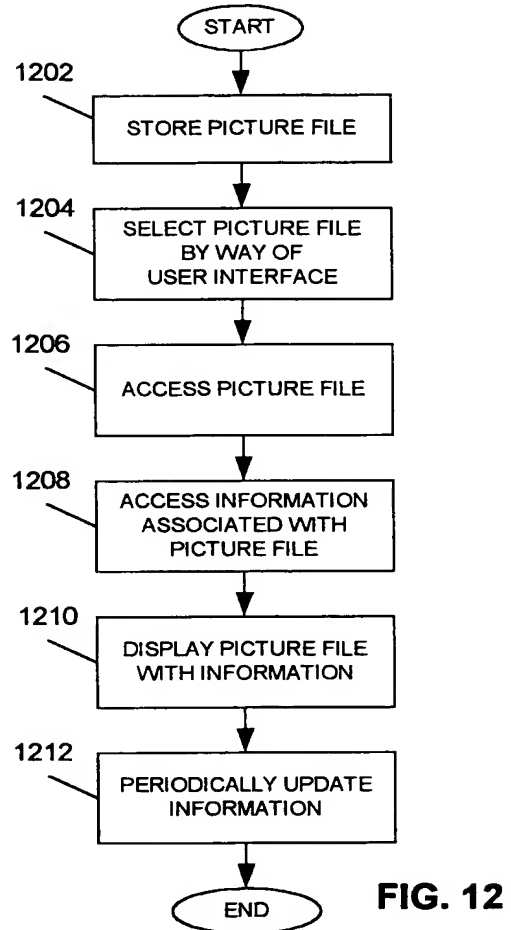 START
1202
STORE PICTURE FILE
1204
SELECT PICTURE FILE
BY WAY OF
USER INTERFACE
1206
ACCESS PICTURE FILE
1208
ACCESS INFORMATION
ASSOCIATED WITH
PICTURE FILE
1210
DISPLAY PICTURE FILE
WITH INFORMATION
1212
PERIODICALLY UPDATE
INFORMATION
END
FIG. 12